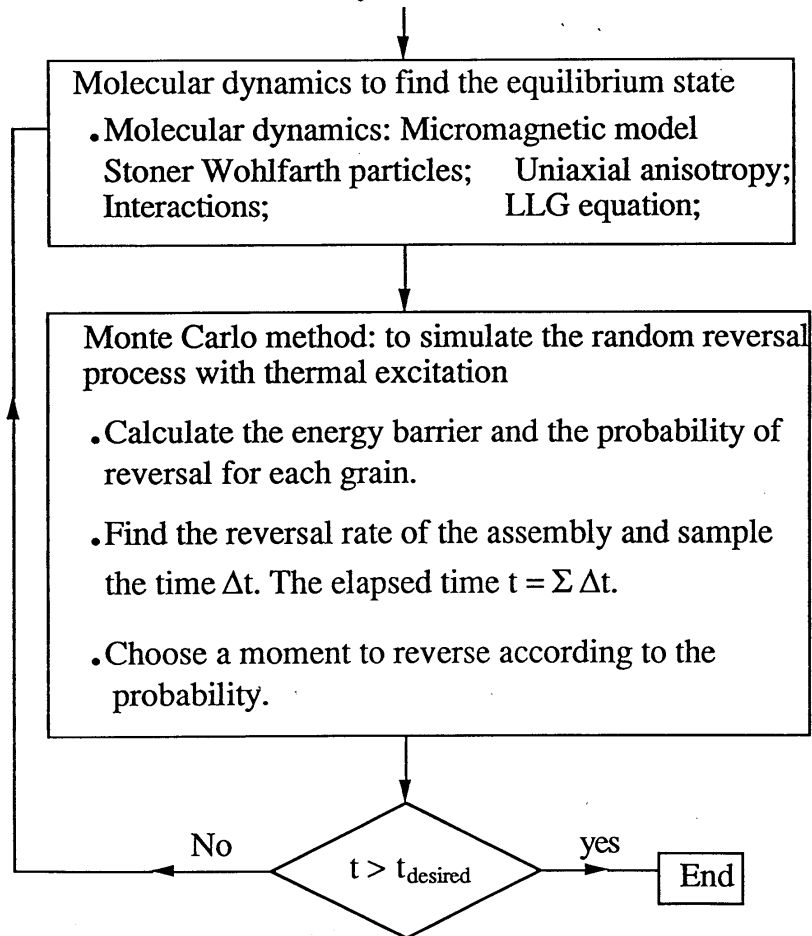 Molecular dynamics to find the equilibrium state
•Molecular dynamics: Micromagnetic model
Stoner Wohlfarth particles; Uniaxial anisotropy;
Interactions; LLG equation;
Monte Carlo method: to simulate the random reversal
process with thermal excitation
•Calculate the energy barrier and the probability of
reversal for each grain.
•Find the reversal rate of the assembly and sample
the time Δt. The elapsed time t = Σ Δt.
•Choose a moment to reverse according to the
probability.
No
t > t_desired
yes
End